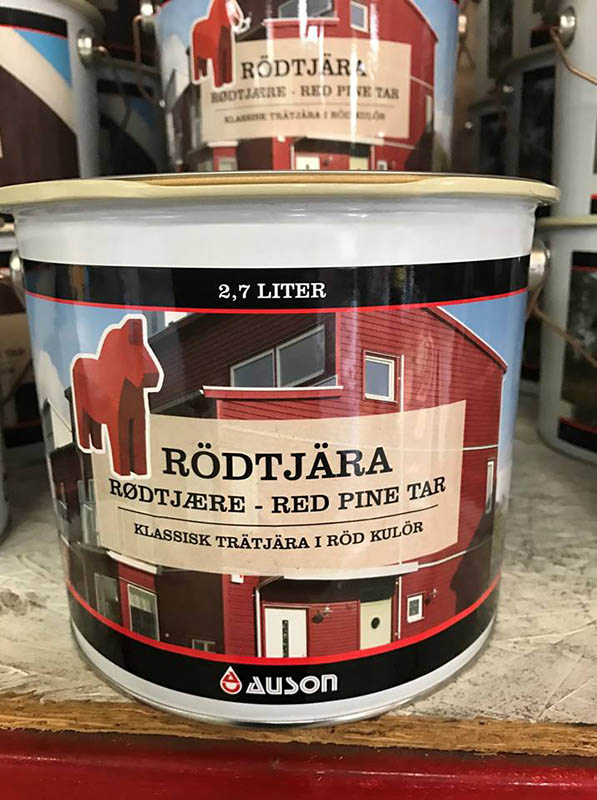 RÖDTJÄRA
RØDTJÆRE - RED PINE TAR
KLASSISK TRÄTJÄRA I RÖD KULÖR
2,7 LITER
RÖDTJÄRA
RØDTJÆRE - RED PINE TAR
KLASSISK TRÄTJÄRA I RÖD KULÖR
AUSON